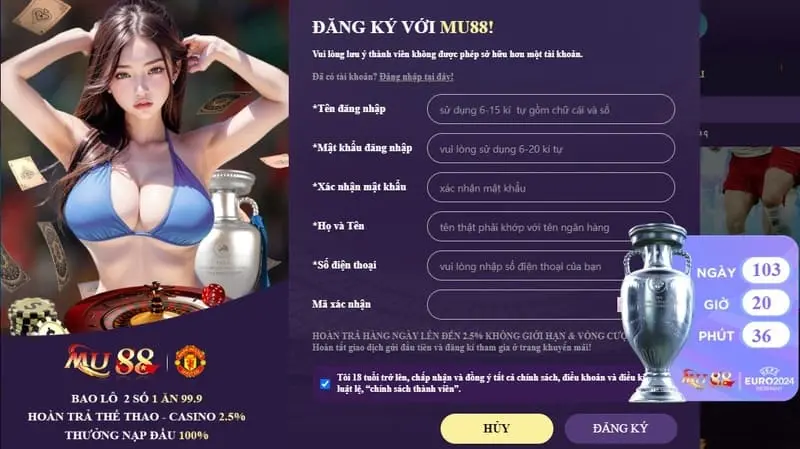 ĐĂNG KÝ VỚI MU88!
Vui lòng lưu ý thành viên không được phép sở hữu hơn một tài khoản.
Đã có tài khoản? Đăng nhập tại đây!
*Tên đăng nhập
sử dụng 6-15 kí tự gồm chữ cái và số
*Mật khẩu đăng nhập
vui lòng sử dụng 6-20 kí tự
*Xác nhận mật khẩu
xác nhận mật khẩu
*Họ và Tên
tên thật phải khớp với tên ngân hàng
*Số điện thoại
vui lòng nhập số điện thoại của bạn
Mã xác nhận
HOÀN TRẢ HÀNG NGÀY LÊN ĐẾN 2.5% KHÔNG GIỚI HẠN & VÒNG CƯỢ
Hoàn tất giao dịch gửi đầu tiên và đăng kí tham gia ở trang khuyến mãi!
Tôi 18 tuổi trở lên, chấp nhận và đồng ý tất cả chính sách, điều khoản và điều k
luật lệ, “chính sách thành viên”.
HỦY
ĐĂNG KÝ
MU88
BAO LÔ 2 SỐ 1 ĂN 99.9
HOÀN TRẢ THỂ THAO - CASINO 2.5%
THƯỞNG NẠP ĐẦU 100%
NGÀY 103
GIỜ 20
PHÚT 36
MU88
EURO2024
GERMANY